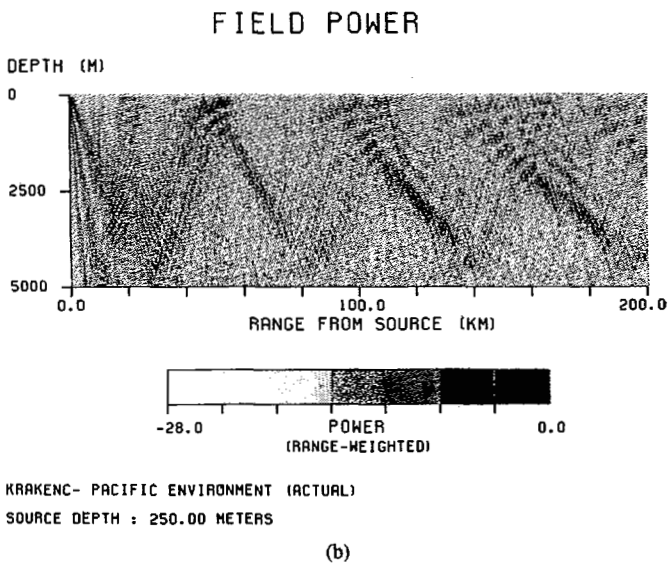 FIELD POWER
DEPTH (M)
0
2500
5000
0.0 100.0 200.0
RANGE FROM SOURCE (KM)
-28.0 POWER 0.0
(RANGE-WEIGHTED)
KRAKENC- PACIFIC ENVIRONMENT (ACTUAL)
SOURCE DEPTH : 250.00 METERS
(b)